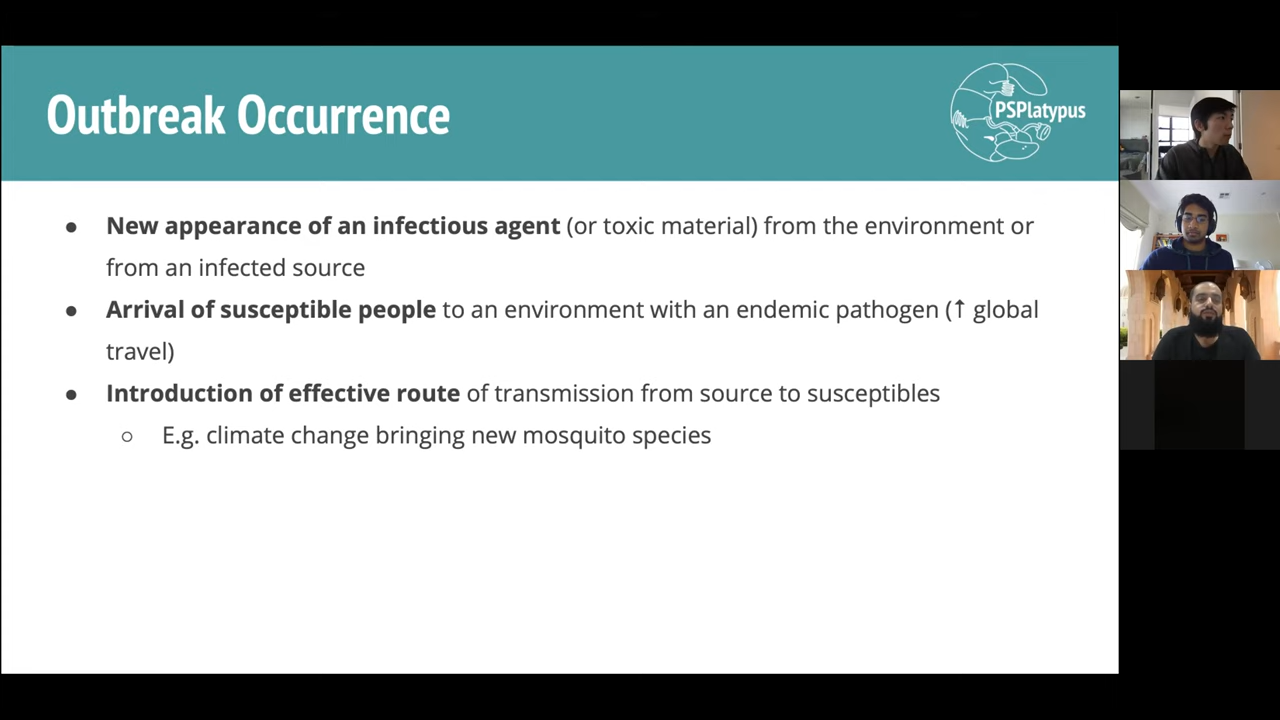 Outbreak Occurrence
PSPlatypus
● New appearance of an infectious agent (or toxic material) from the environment or
from an infected source
● Arrival of susceptible people to an environment with an endemic pathogen (↑ global
travel)
● Introduction of effective route of transmission from source to susceptibles
○ E.g. climate change bringing new mosquito species